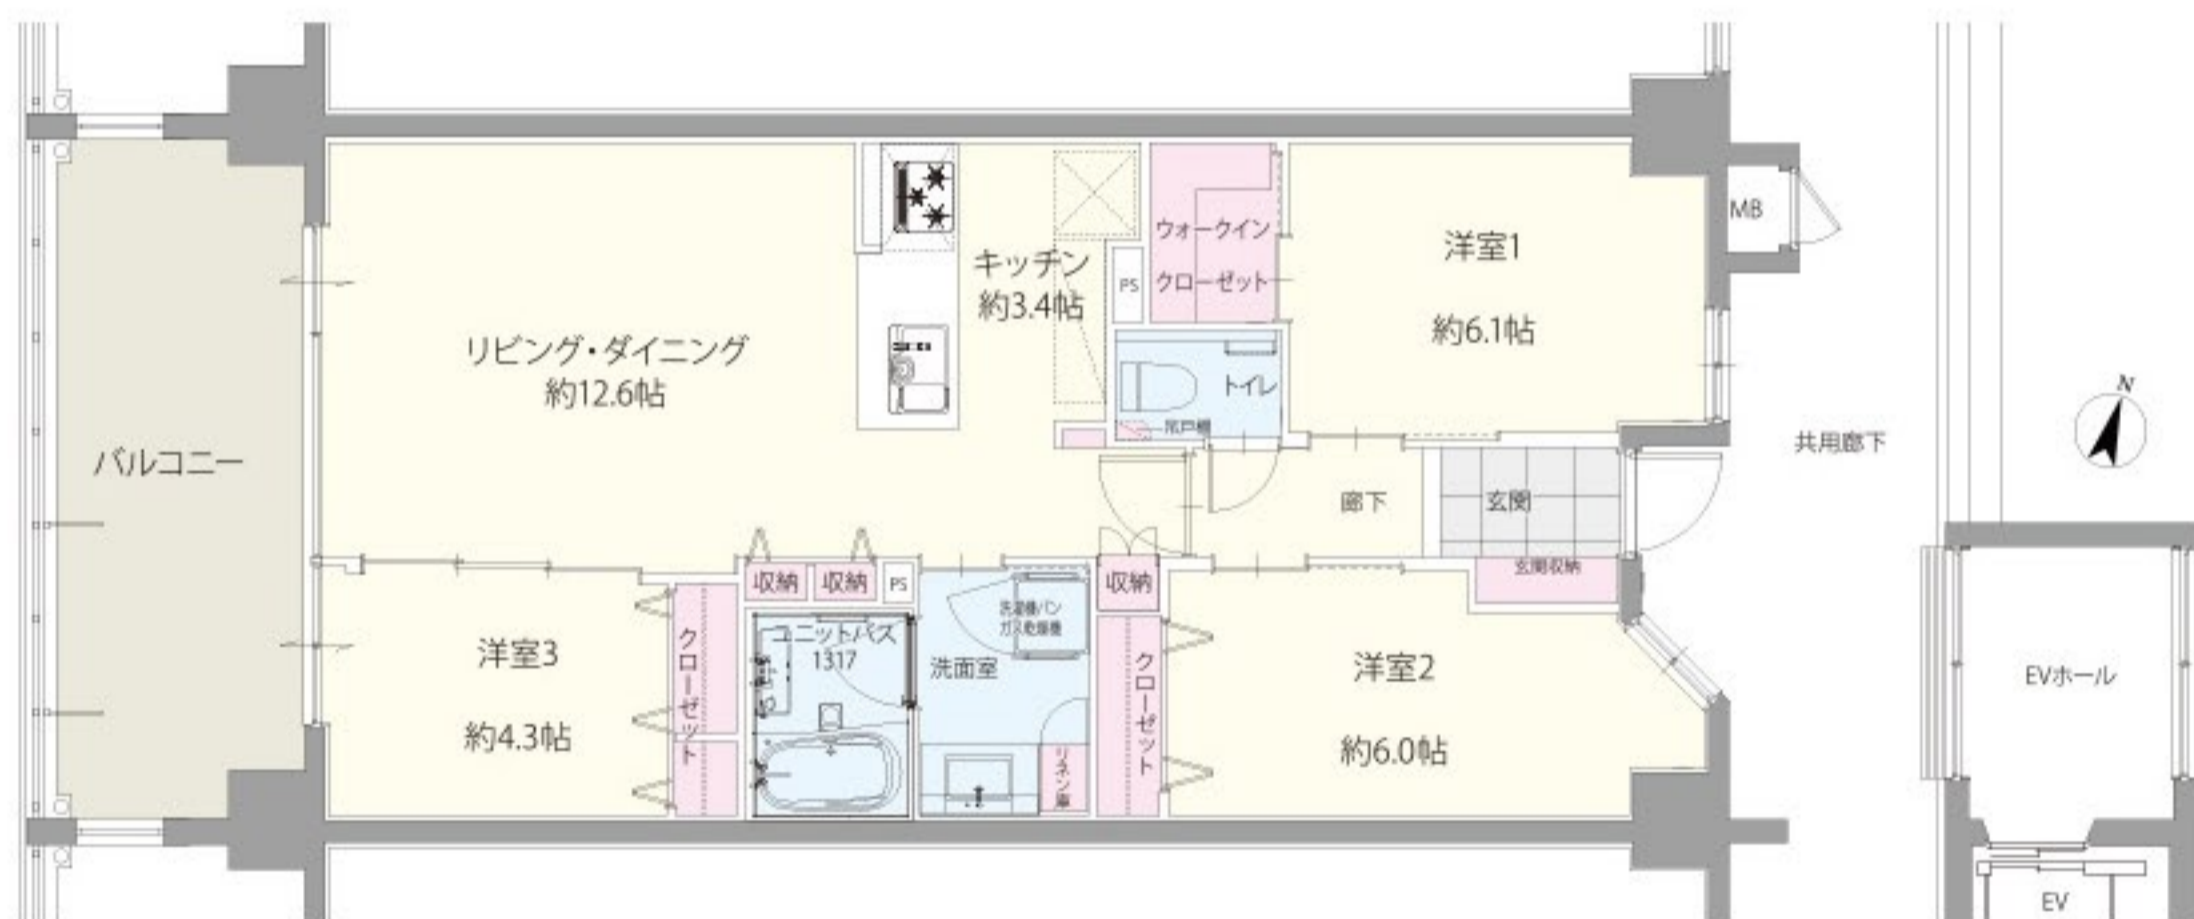 リビング・ダイニング
約12.6帖
キッチン
約3.4帖
ウォークイン
クローゼット
PS
洋室1
約6.1帖
MB
トイレ
吊戸棚
バルコニー
廊下
玄関
玄関収納
共用廊下
N
収納
収納
PS
収納
洋室3
約4.3帖
クローゼット
ユニットバス
1317
洗面室
洗濯機パン
ガス乾燥機
リネン庫
クローゼット
洋室2
約6.0帖
EVホール
EV